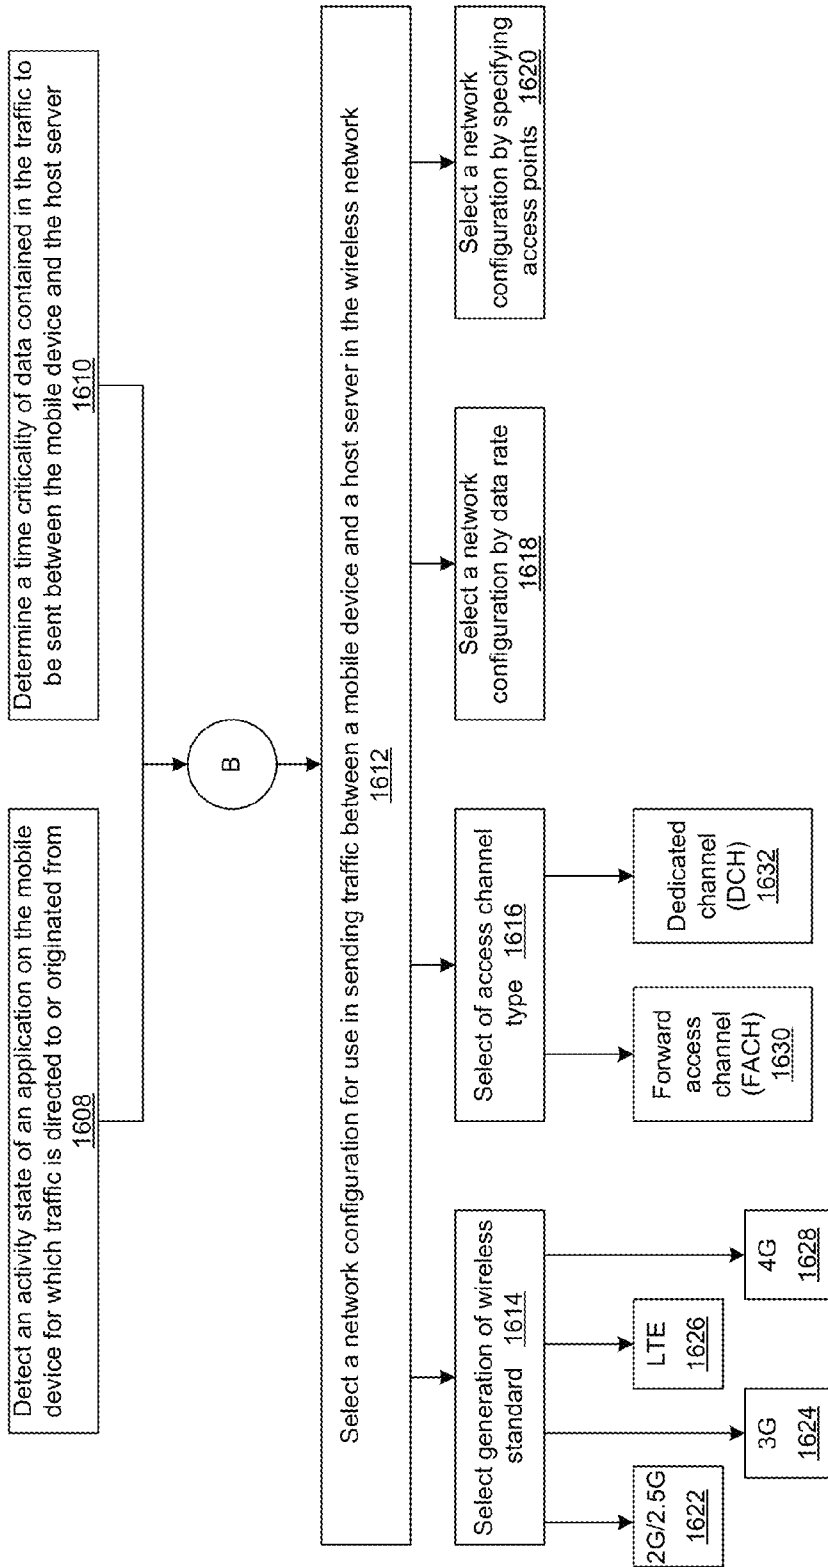 Detect an activity state of an application on the mobile
device for which traffic is directed to or originated from
1608
Determine a time criticality of data contained in the traffic to
be sent between the mobile device and the host server
1610
B
Select a network configuration for use in sending traffic between a mobile device and a host server in the wireless network
1612
Select generation of wireless
standard 1614
Select of access channel
type 1616
Select a network
configuration by data rate
1618
Select a network
configuration by specifying
access points 1620
2G/2.5G
1622
3G
1624
LTE
1626
4G
1628
Forward
access
channel
(FACH)
1630
Dedicated
channel
(DCH)
1632